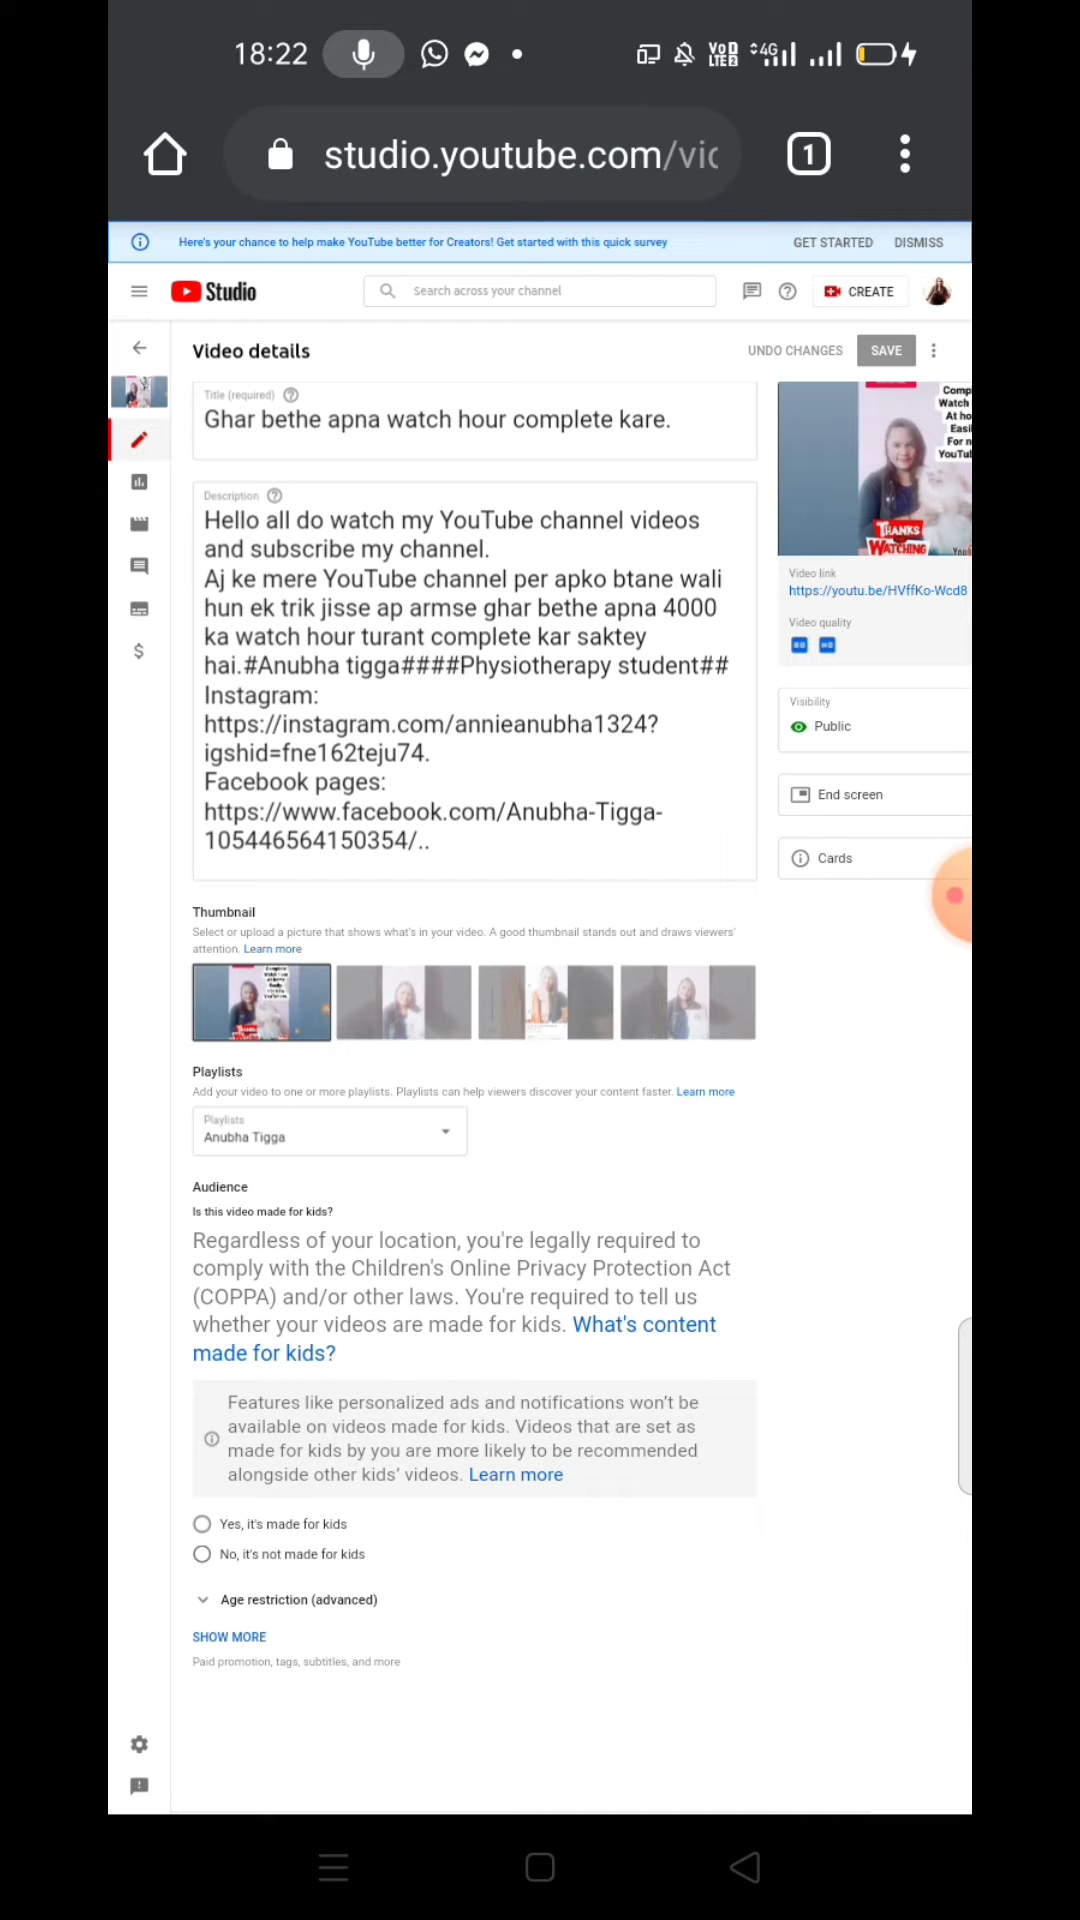 18:22
VoD LTE2 4G
studio.youtube.com/vic
1
Here's your chance to help make YouTube better for Creators! Get started with this quick survey
GET STARTED
DISMISS
Studio
Search across your channel
CREATE
Video details
UNDO CHANGES
SAVE
Title (required)
Ghar bethe apna watch hour complete kare.
Description
Hello all do watch my YouTube channel videos
and subscribe my channel.
Aj ke mere YouTube channel per apko btane wali
hun ek trik jisse ap armse ghar bethe apna 4000
ka watch hour turant complete kar saktey
hai.#Anubha tigga####Physiotherapy student##
Instagram:
https://instagram.com/annieanubha1324?
igshid=fne162teju74.
Facebook pages:
https://www.facebook.com/Anubha-Tigga-
105446564150354/..
Comp
Watch
At ho
Easi
For n
YouTul
THANKS
WATCHING
You
Video link
https://youtu.be/HVffKo-Wcd8
Video quality
SD HD
Visibility
Public
End screen
Cards
Thumbnail
Select or upload a picture that shows what's in your video. A good thumbnail stands out and draws viewers'
attention. Learn more
Playlists
Add your video to one or more playlists. Playlists can help viewers discover your content faster. Learn more
Playlists
Anubha Tigga
Audience
Is this video made for kids?
Regardless of your location, you're legally required to
comply with the Children's Online Privacy Protection Act
(COPPA) and/or other laws. You're required to tell us
whether your videos are made for kids. What's content
made for kids?
Features like personalized ads and notifications won't be
available on videos made for kids. Videos that are set as
made for kids by you are more likely to be recommended
alongside other kids' videos. Learn more
Yes, it's made for kids
No, it's not made for kids
Age restriction (advanced)
SHOW MORE
Paid promotion, tags, subtitles, and more